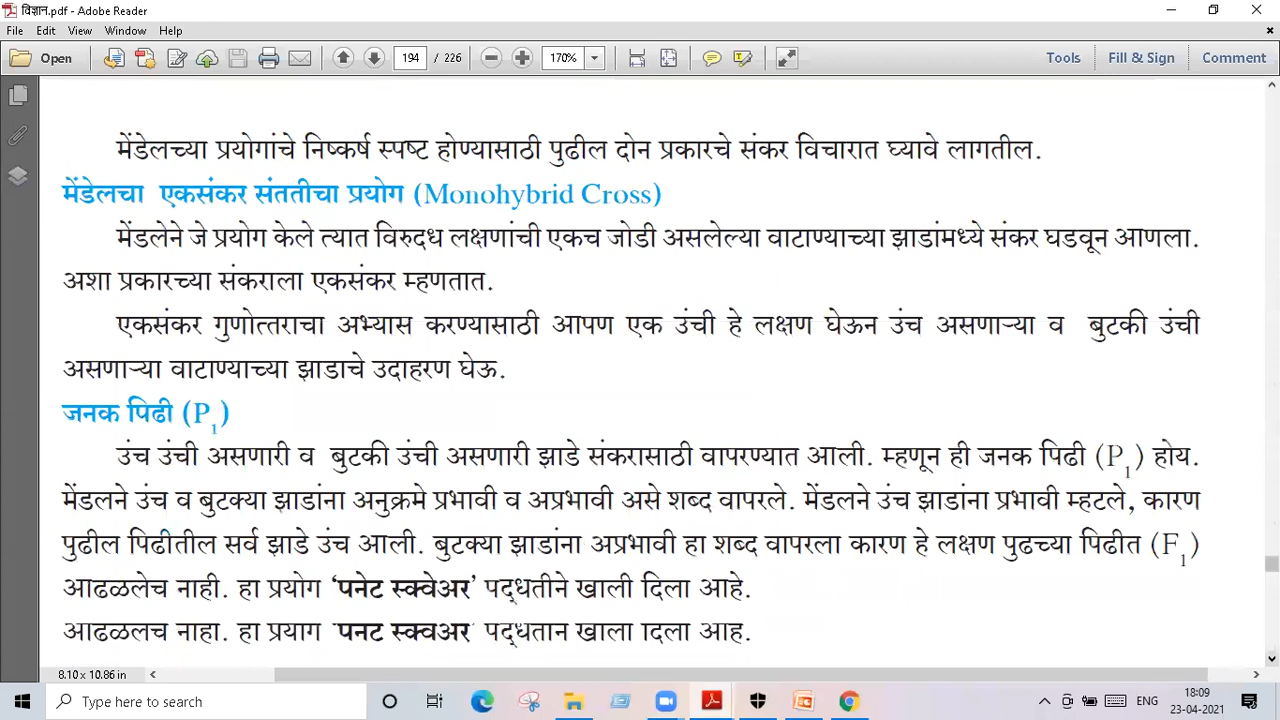 विज्ञान.pdf - Adobe Reader
File Edit View Window Help
Open 194 / 226 170% Tools Fill & Sign Comment
मेंडेलच्या प्रयोगांचे निष्कर्ष स्पष्ट होण्यासाठी पुढील दोन प्रकारचे संकर विचारात घ्यावे लागतील.
मेंडेलचा एकसंकर संततीचा प्रयोग (Monohybrid Cross)
मेंडलेने जे प्रयोग केले त्यात विरुदध लक्षणांची एकच जोडी असलेल्या वाटाण्याच्या झाडांमध्ये संकर घडवून आणला.
अशा प्रकारच्या संकराला एकसंकर म्हणतात.
एकसंकर गुणोत्तराचा अभ्यास करण्यासाठी आपण एक उंची हे लक्षण घेऊन उंच असणाऱ्या व बुटकी उंची
असणाऱ्या वाटाण्याच्या झाडाचे उदाहरण घेऊ.
जनक पिढी (P1)
उंच उंची असणारी व बुटकी उंची असणारी झाडे संकरासाठी वापरण्यात आली. म्हणून ही जनक पिढी (P1) होय.
मेंडलने उंच व बुटक्या झाडांना अनुक्रमे प्रभावी व अप्रभावी असे शब्द वापरले. मेंडलने उंच झाडांना प्रभावी म्हटले, कारण
पुढील पिढीतील सर्व झाडे उंच आली. बुटक्या झाडांना अप्रभावी हा शब्द वापरला कारण हे लक्षण पुढच्या पिढीत (F1)
आढळलेच नाही. हा प्रयोग ‘पनेट स्क्वेअर’ पद्धतीने खाली दिला आहे.
आढळलच नाहा. हा प्रयाग पनट स्क्वअर पद्धतान खाला दिला आह.
8.10 x 10.86 in
Type here to search ENG 18:09
23-04-2021